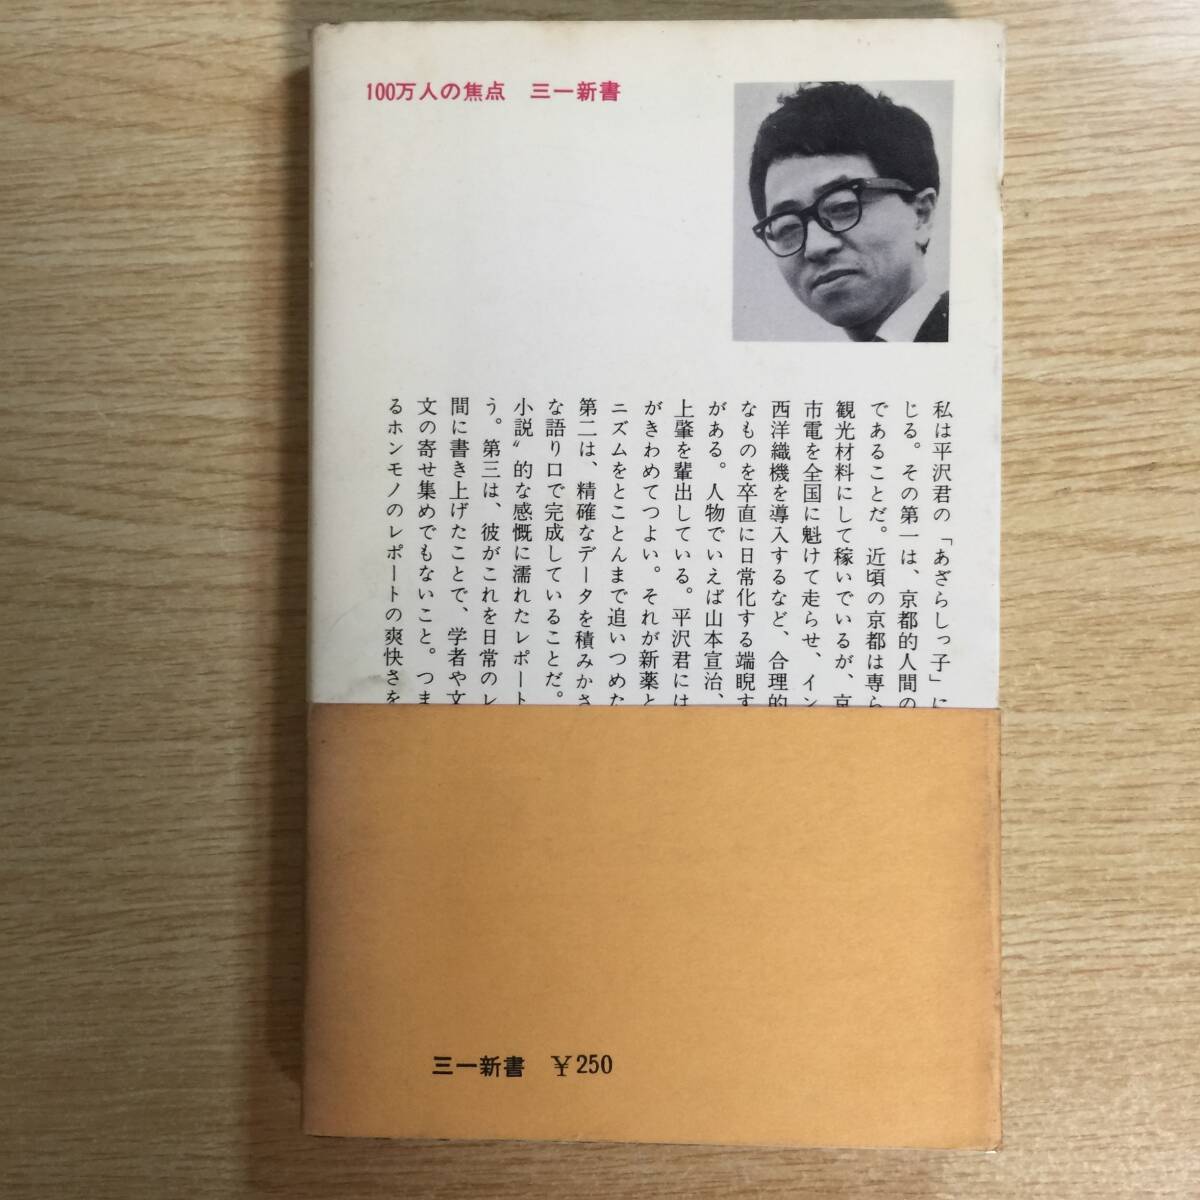 100万人の焦点 三一新書
私は平沢君の「あざらしっ子」に
じる。その第一は、京都的人間の
であることだ。近頃の京都は専ら
観光材料にして稼いでいるが、京
市電を全国に魁けて走らせ、イン
西洋織機を導入するなど、合理的
なものを卒直に日常化する端睨す
がある。人物でいえば山本宣治、
上肇を輩出している。平沢君には
がきわめてつよい。それが新薬と
ニズムをとことんまで追いつめた
第二は、精確なデータを積みかさ
な語り口で完成していることだ。
小説〟的な感慨に濡れたレポート
う。第三は、彼がこれを日常のレ
間に書き上げたことで、学者や文
文の寄せ集めでもないこと。つま
るホンモノのレポートの爽快さを
三一新書 ￥250